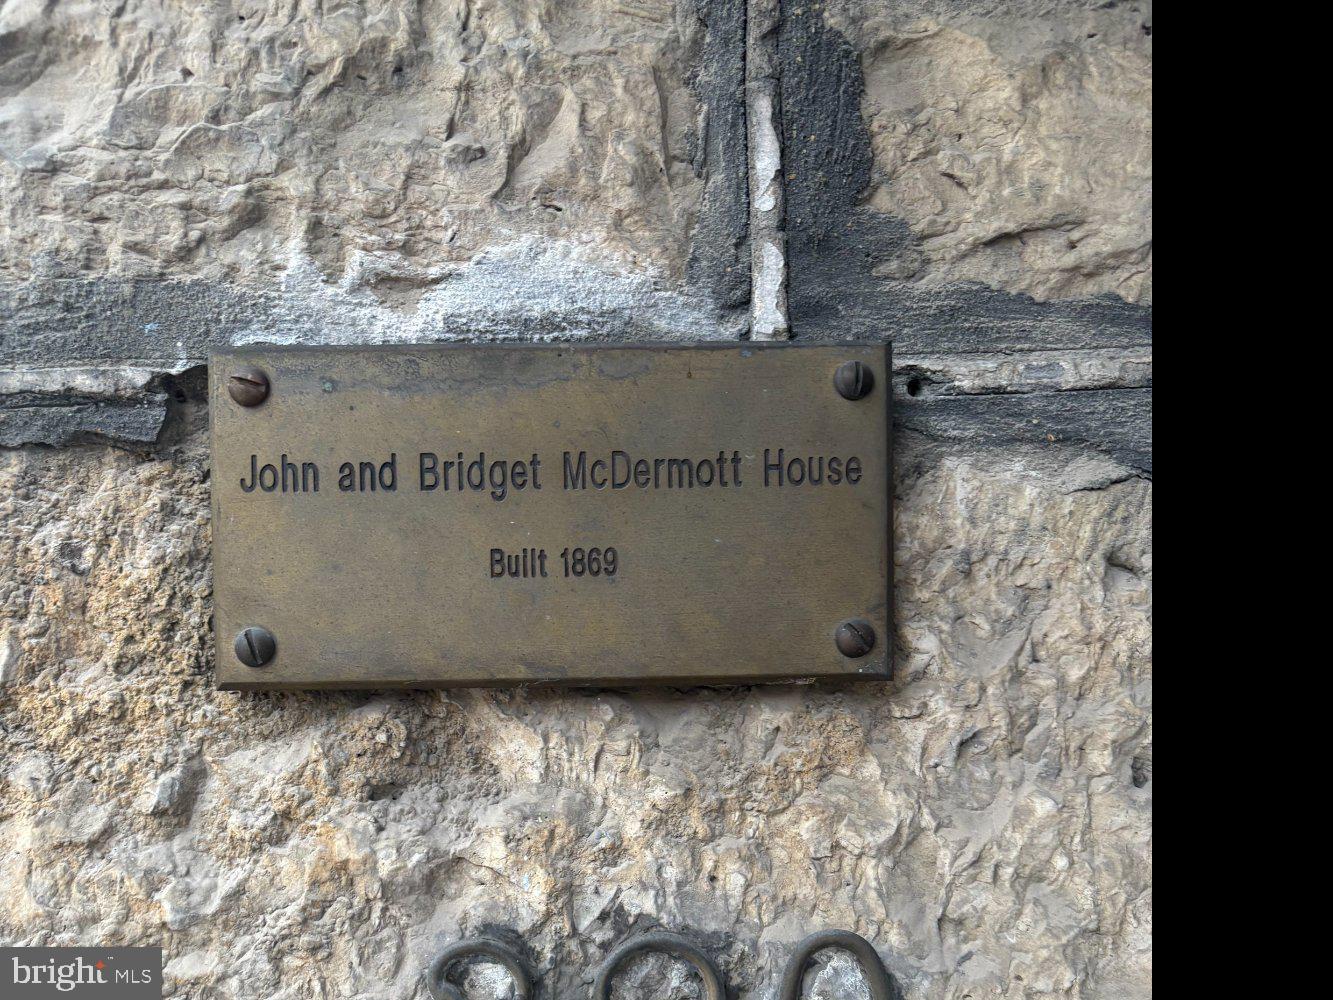 John and Bridget McDermott House
Built 1869
bright MLS